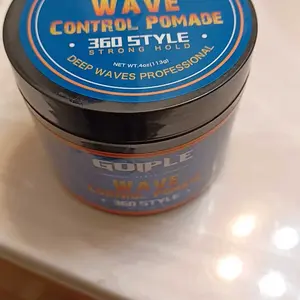 WAVE
CONTROL POMADE
360 STYLE
STRONG HOLD
DEEP WAVES PROFESSIONAL
NET WT.4oz(113g)
GOIPLE
WAVE
360 STYLE